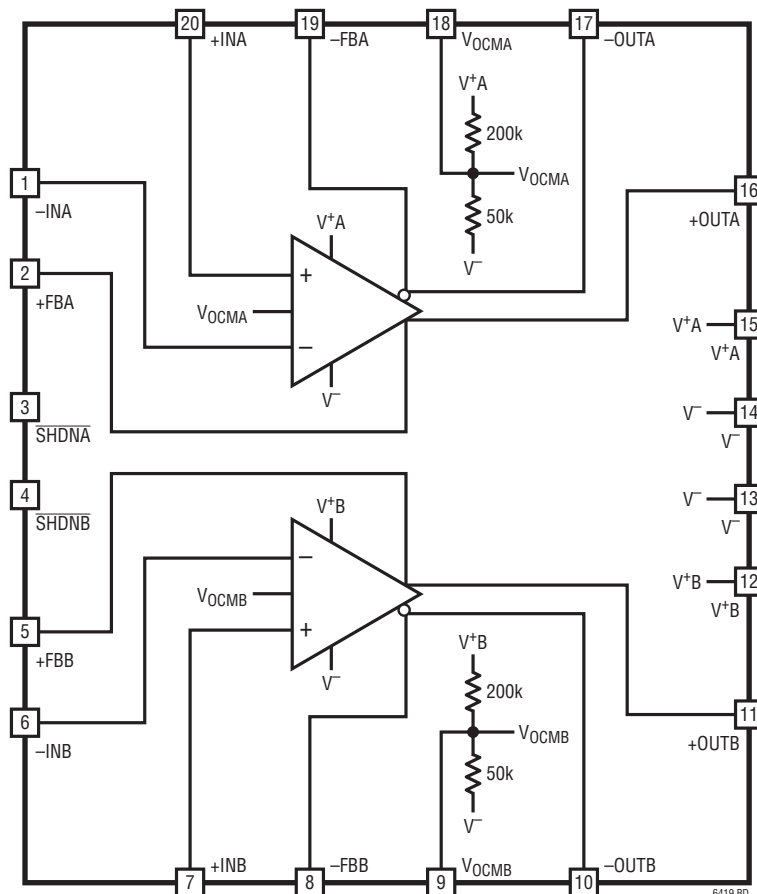 20
19
18
17
+INA
–FBA
VOCMA
–OUTA
V+A
200k
VOCMA
50k
V–
1
–INA
16
+OUTA
2
+FBA
V+A
+
VOCMA
–
V–
V+A
15
V+A
3
SHDNA
V–
14
V–
4
SHDNB
V–
13
V–
V+B
–
VOCMB
+
V–
V+B
12
V+B
5
+FBB
V+B
200k
VOCMB
50k
V–
6
–INB
11
+OUTB
+INB
–FBB
VOCMB
–OUTB
7
8
9
10
6419 BD